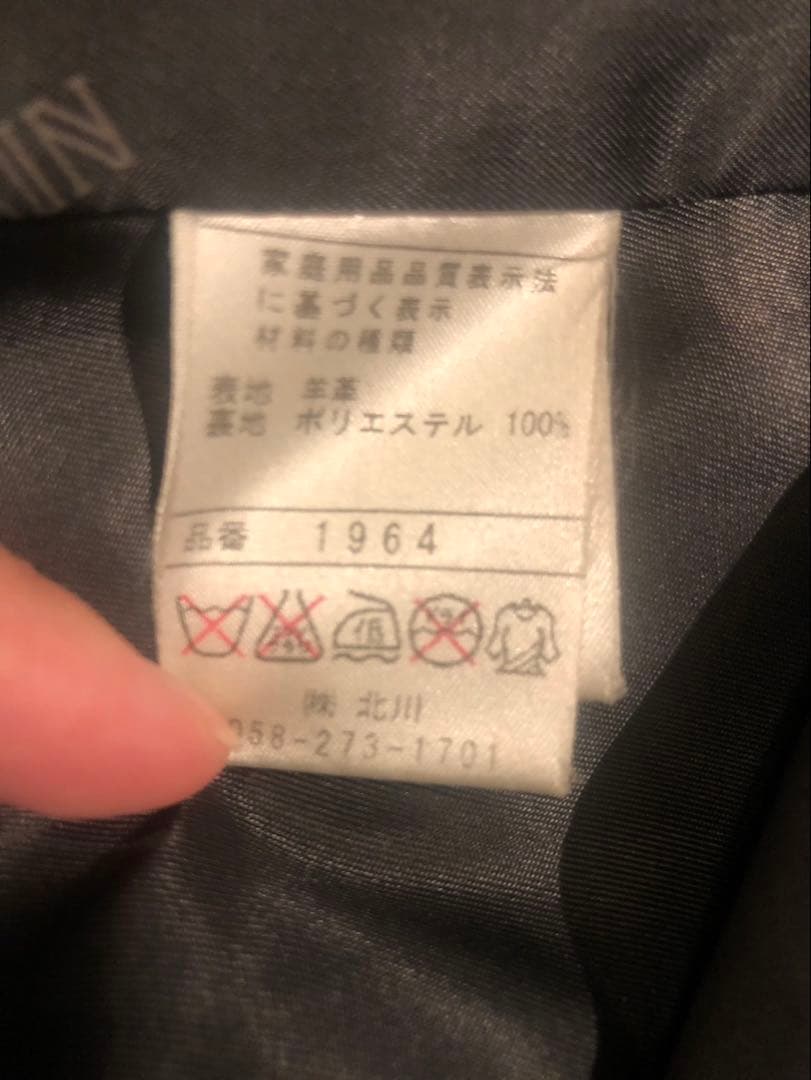 IN
家庭用品品質表示法
に基づく表示
材料の種類
表地 羊革
裏地 ポリエステル 100%
品番 1964
低
㈱ 北川
058-273-1701